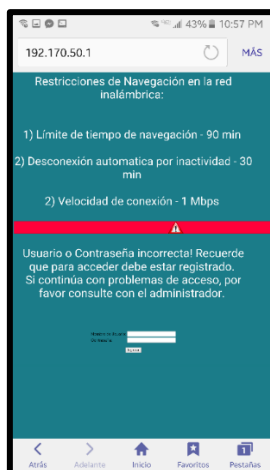 43% 10:57 PM
192.170.50.1 MÁS
Restricciones de Navegación en la red
inalámbrica:
1) Límite de tiempo de navegación - 90 min
2) Desconexión automatica por inactividad - 30
min
2) Velocidad de conexión - 1 Mbps
Usuario o Contraseña incorrecta! Recuerde
que para acceder debe estar registrado.
Si continúa con problemas de acceso, por
favor consulte con el administrador.
Atrás Adelante Inicio Favoritos Pestañas